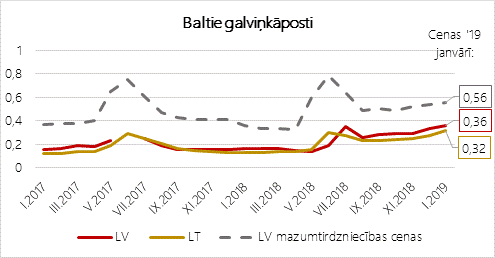 Baltie galviņkāposti
Cenas '19
janvārī:
1
0,8
0,6
0,4
0,2
0
0,56
0,36
0,32
I.2017
III.2017
V.2017
VII.2017
IX.2017
XI.2017
I.2018
III.2018
V.2018
VII.2018
IX.2018
XI.2018
I.2019
LV
LT
LV mazumtirdzniecības cenas